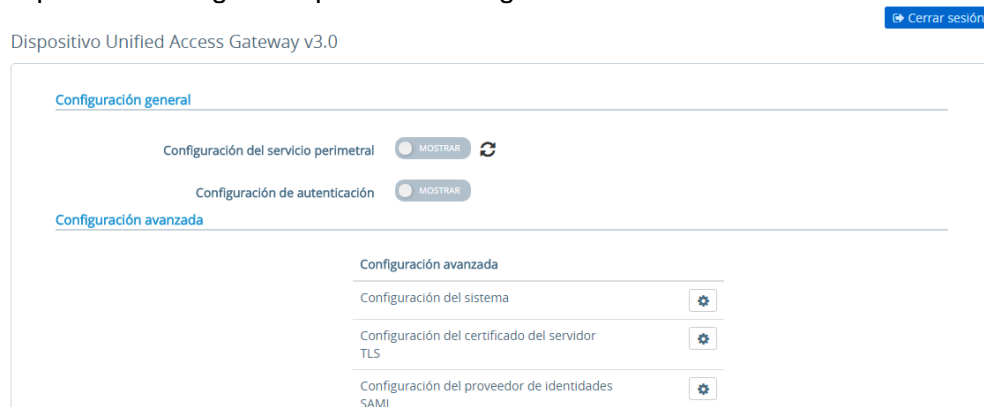 Cerrar sesión
Dispositivo Unified Access Gateway v3.0
Configuración general
Configuración del servicio perimetral MOSTRAR
Configuración de autenticación MOSTRAR
Configuración avanzada
Configuración avanzada
Configuración del sistema
Configuración del certificado del servidor
TLS
Configuración del proveedor de identidades
SAML